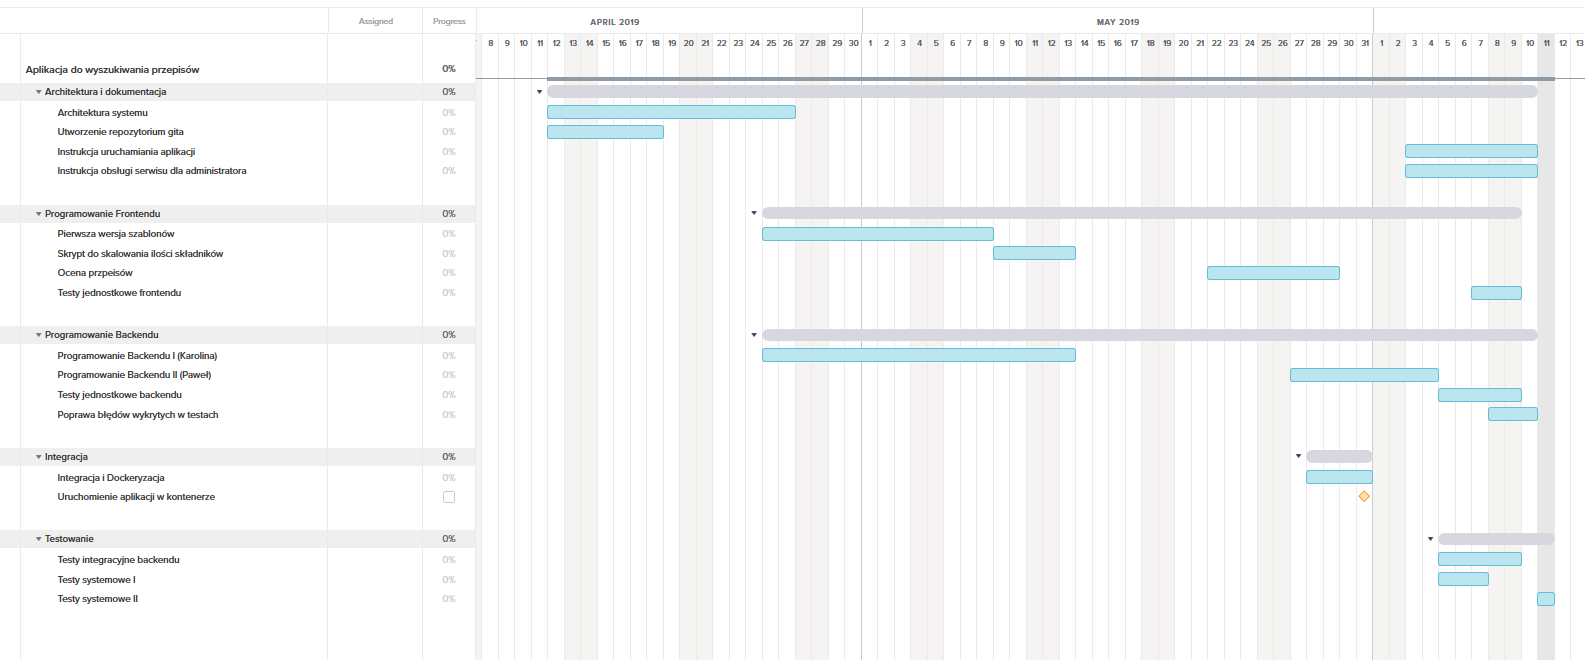 Assigned Progress APRIL 2019 MAY 2019
8 9 10 11 12 13 14 15 16 17 18 19 20 21 22 23 24 25 26 27 28 29 30 1 2 3 4 5 6 7 8 9 10 11 12 13 14 15 16 17 18 19 20 21 22 23 24 25 26 27 28 29 30 31 1 2 3 4 5 6 7 8 9 10 11 12 13
Aplikacja do wyszukiwania przepisów 0%
Architektura i dokumentacja 0%
Architektura systemu 0%
Utworzenie repozytorium gita 0%
Instrukcja uruchamiania aplikacji 0%
Instrukcja obsługi serwisu dla administratora 0%
Programowanie Frontendu 0%
Pierwsza wersja szablonów 0%
Skrypt do skalowania ilości składników 0%
Ocena przpeisów 0%
Testy jednostkowe frontendu 0%
Programowanie Backendu 0%
Programowanie Backendu I (Karolina) 0%
Programowanie Backendu II (Paweł) 0%
Testy jednostkowe backendu 0%
Poprawa błędów wykrytych w testach 0%
Integracja 0%
Integracja i Dockeryzacja 0%
Uruchomienie aplikacji w kontenerze
Testowanie 0%
Testy integracyjne backendu 0%
Testy systemowe I 0%
Testy systemowe II 0%